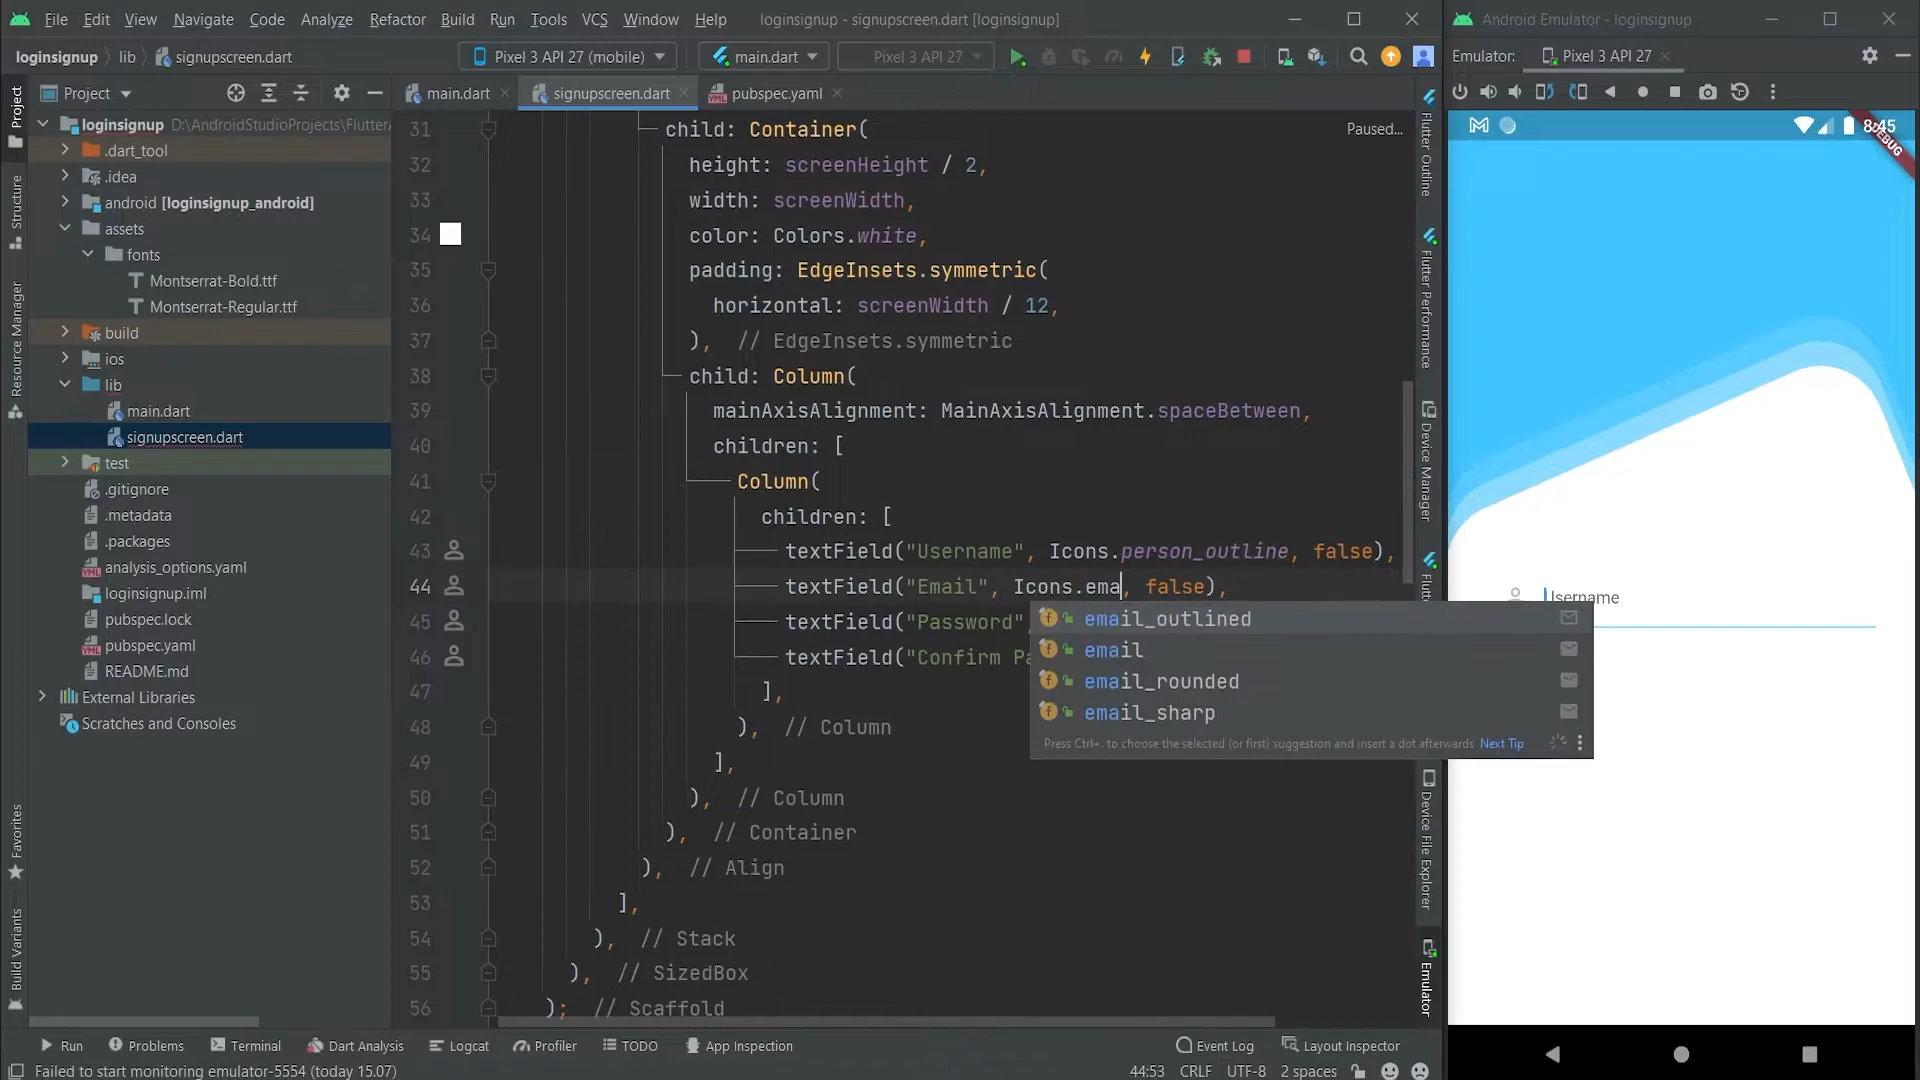 File Edit View Navigate Code Analyze Refactor Build Run Tools VCS Window Help loginsignup - signupscreen.dart [loginsignup]
Android Emulator - loginsignup
loginsignup lib signupscreen.dart
Pixel 3 API 27 (mobile) main.dart Pixel 3 API 27
Emulator: Pixel 3 API 27
Project
main.dart signupscreen.dart pubspec.yaml
loginsignup D:\AndroidStudioProjects\Flutter
.dart_tool
.idea
android [loginsignup_android]
assets
fonts
Montserrat-Bold.ttf
Montserrat-Regular.ttf
build
ios
lib
main.dart
signupscreen.dart
test
.gitignore
.metadata
.packages
analysis_options.yaml
loginsignup.iml
pubspec.lock
pubspec.yaml
README.md
External Libraries
Scratches and Consoles
Project
Structure
Resource Manager
Favorites
Build Variants
Paused...
31 child: Container(
32 height: screenHeight / 2,
33 width: screenWidth,
34 color: Colors.white,
35 padding: EdgeInsets.symmetric(
36 horizontal: screenWidth / 12,
37 ), // EdgeInsets.symmetric
38 child: Column(
39 mainAxisAlignment: MainAxisAlignment.spaceBetween,
40 children: [
41 Column(
42 children: [
43 textField("Username", Icons.person_outline, false),
44 textField("Email", Icons.ema, false),
45 textField("Password",
46 textField("Confirm Pa
47 ],
48 ), // Column
49 ],
50 ), // Column
51 ), // Container
52 ), // Align
53 ],
54 ), // Stack
55 ), // SizedBox
56 ); // Scaffold
email_outlined
email
email_rounded
email_sharp
Press Ctrl+. to choose the selected (or first) suggestion and insert a dot afterwards Next Tip
Flutter Outline
Flutter Performance
Device Manager
Flutt
Device File Explorer
Emulator
8:45
DEBUG
Username
Run Problems Terminal Dart Analysis Logcat Profiler TODO App Inspection Event Log Layout Inspector
Failed to start monitoring emulator-5554 (today 15.07) 44:53 CRLF UTF-8 2 spaces